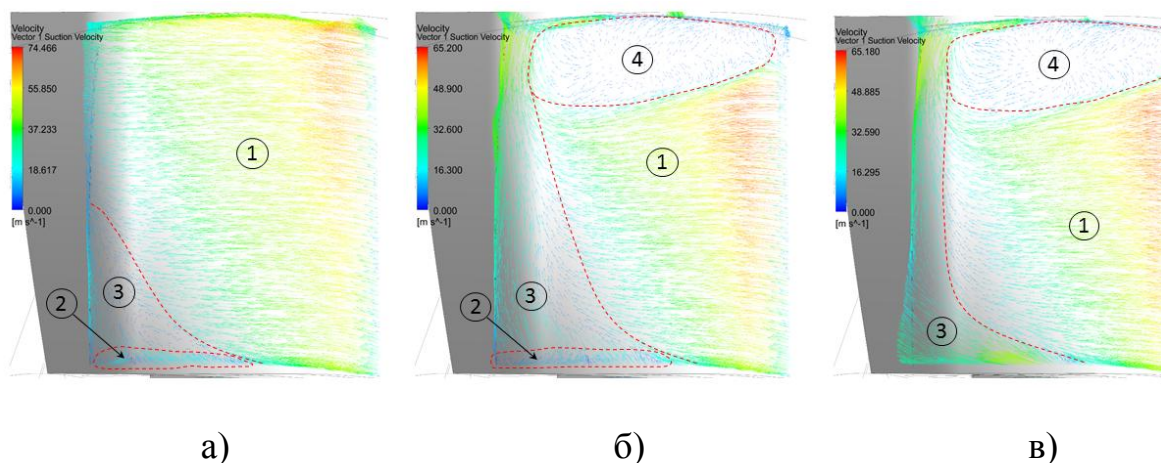 Velocity
Vector 1 Suction Velocity
74.466
55.850
37.233
18.617
0.000
[m s^-1]
1
3
2
Velocity
Vector 1 Suction Velocity
65.200
48.900
32.600
16.300
0.000
[m s^-1]
4
1
3
2
Velocity
Vector 1 Suction Velocity
65.180
48.885
32.590
16.295
0.000
[m s^-1]
4
1
3
а)
б)
в)